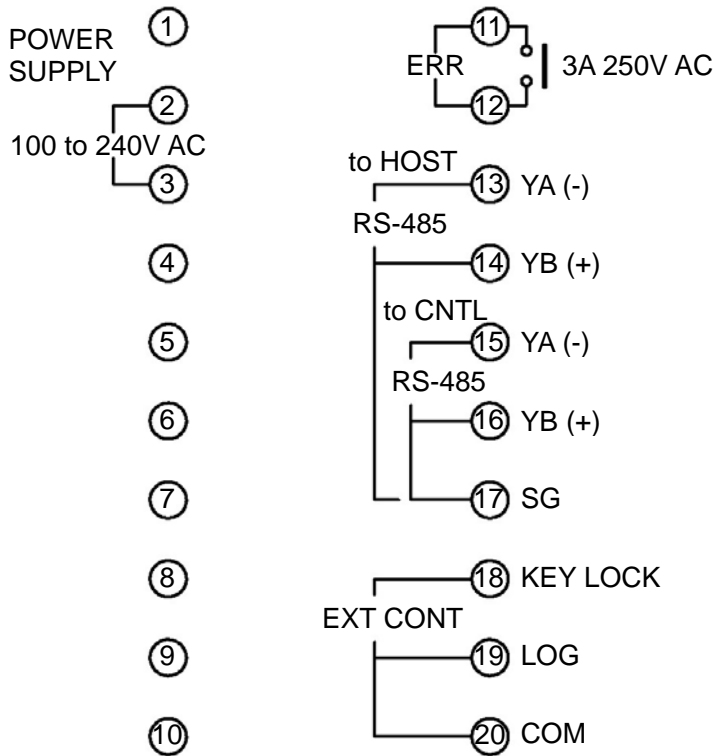 1
POWER
SUPPLY
2
100 to 240V AC
3
4
5
6
7
8
9
10
11
ERR
3A 250V AC
12
to HOST
13 YA (-)
RS-485
14 YB (+)
to CNTL
15 YA (-)
RS-485
16 YB (+)
17 SG
18 KEY LOCK
EXT CONT
19 LOG
20 COM